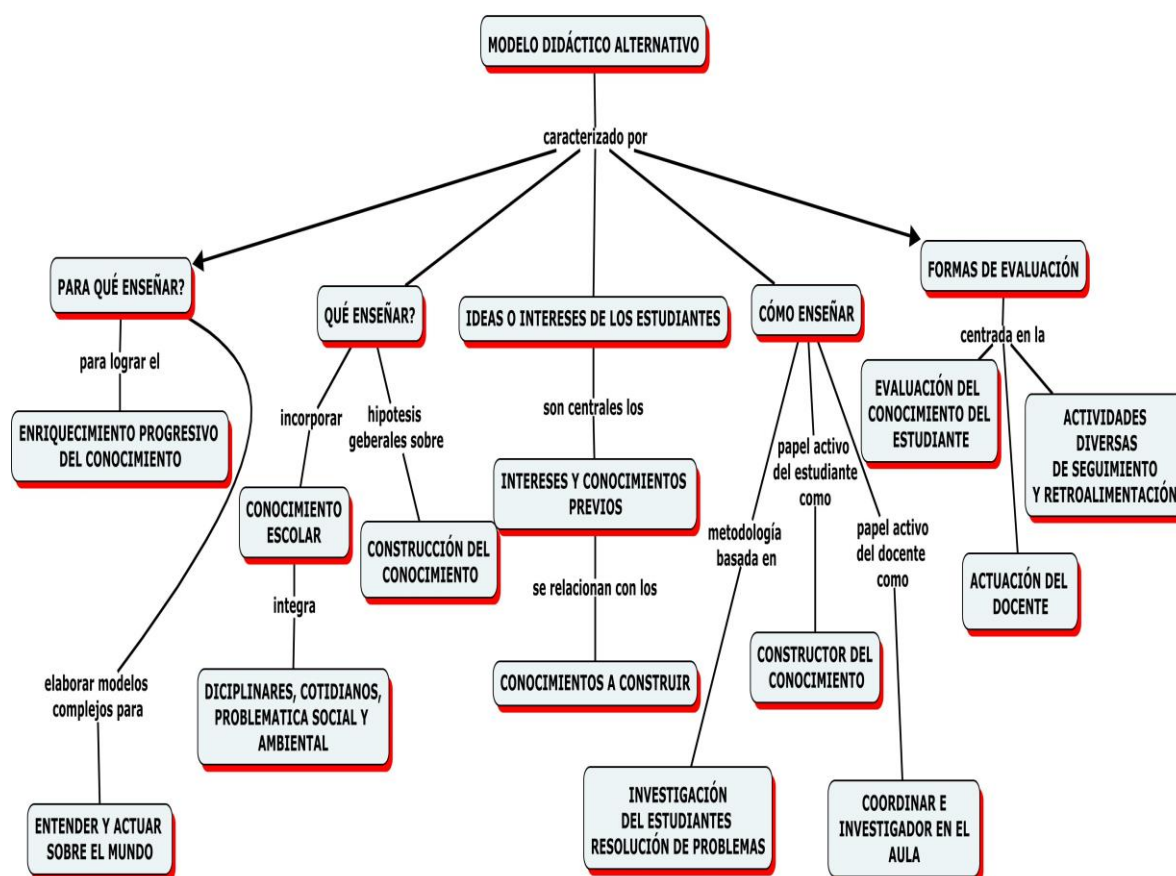 MODELO DIDÁCTICO ALTERNATIVO
caracterizado por
PARA QUÉ ENSEÑAR?
para lograr el
ENRIQUECIMIENTO PROGRESIVO
DEL CONOCIMIENTO
elaborar modelos
complejos para
ENTENDER Y ACTUAR
SOBRE EL MUNDO
QUÉ ENSEÑAR?
incorporar
CONOCIMIENTO
ESCOLAR
integra
DICIPLINARES, COTIDIANOS,
PROBLEMATICA SOCIAL Y
AMBIENTAL
hipotesis
geberales sobre
CONSTRUCCIÓN DEL
CONOCIMIENTO
IDEAS O INTERESES DE LOS ESTUDIANTES
son centrales los
INTERESES Y CONOCIMIENTOS
PREVIOS
se relacionan con los
CONOCIMIENTOS A CONSTRUIR
CÓMO ENSEÑAR
metodología
basada en
INVESTIGACIÓN
DEL ESTUDIANTES
RESOLUCIÓN DE PROBLEMAS
papel activo
del estudiante
como
CONSTRUCTOR DEL
CONOCIMIENTO
papel activo
del docente
como
COORDINAR E
INVESTIGADOR EN EL
AULA
FORMAS DE EVALUACIÓN
centrada en la
EVALUACIÓN DEL
CONOCIMIENTO DEL
ESTUDIANTE
ACTUACIÓN DEL
DOCENTE
ACTIVIDADES
DIVERSAS
DE SEGUIMIENTO
Y RETROALIMENTACIÓN